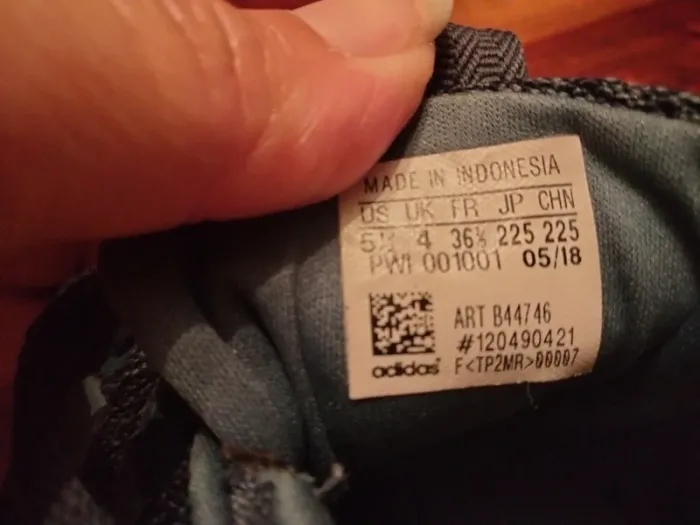 MADE IN INDONESIA
US UK FR JP CHN
5½ 4 36⅔ 225 225
PWI 001001 05/18
ART B44746
#120490421
adidas F<TP2MR>00007